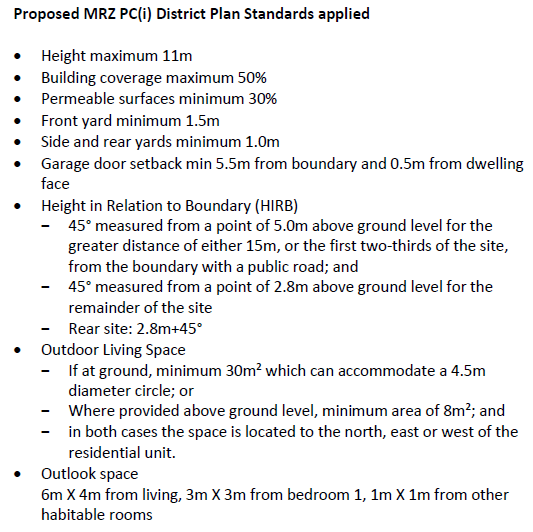 Proposed MRZ PC(i) District Plan Standards applied
• Height maximum 11m
• Building coverage maximum 50%
• Permeable surfaces minimum 30%
• Front yard minimum 1.5m
• Side and rear yards minimum 1.0m
• Garage door setback min 5.5m from boundary and 0.5m from dwelling
face
• Height in Relation to Boundary (HIRB)
− 45° measured from a point of 5.0m above ground level for the
greater distance of either 15m, or the first two-thirds of the site,
from the boundary with a public road; and
− 45° measured from a point of 2.8m above ground level for the
remainder of the site
− Rear site: 2.8m+45°
• Outdoor Living Space
− If at ground, minimum 30m² which can accommodate a 4.5m
diameter circle; or
− Where provided above ground level, minimum area of 8m²; and
− in both cases the space is located to the north, east or west of the
residential unit.
• Outlook space
6m X 4m from living, 3m X 3m from bedroom 1, 1m X 1m from other
habitable rooms